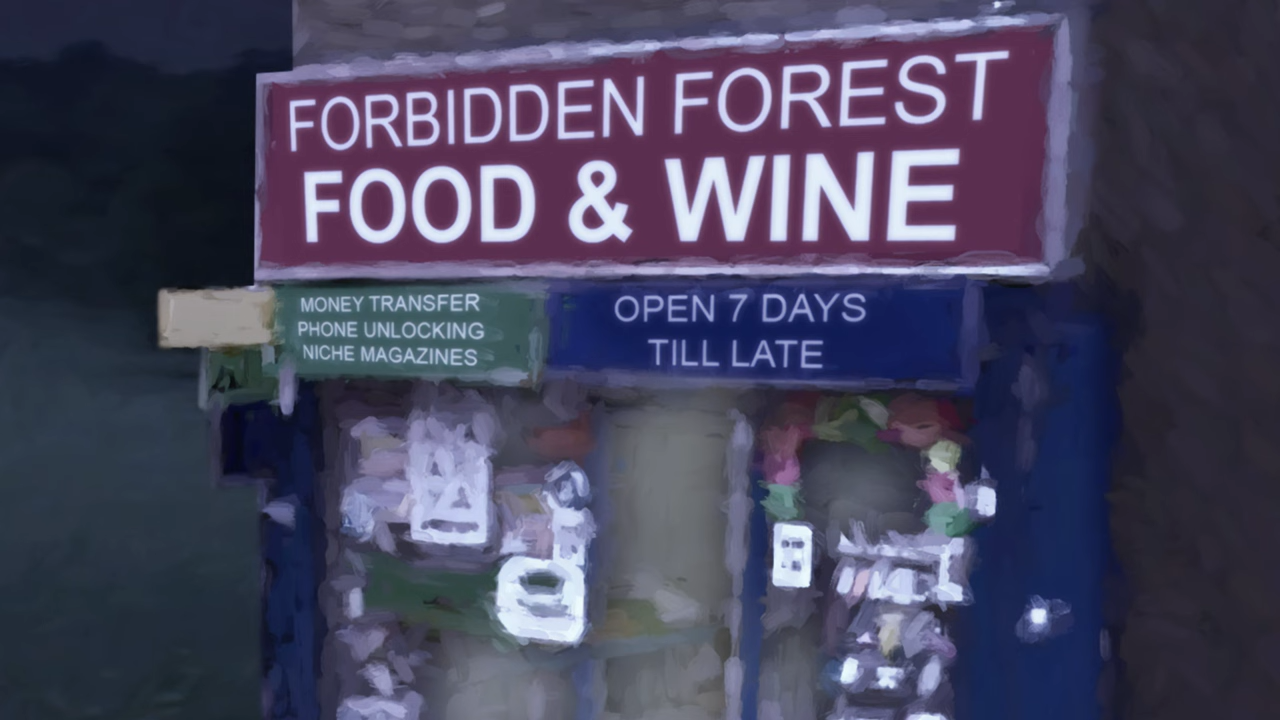 FORBIDDEN FOREST
FOOD & WINE
MONEY TRANSFER
PHONE UNLOCKING
NICHE MAGAZINES
OPEN 7 DAYS
TILL LATE